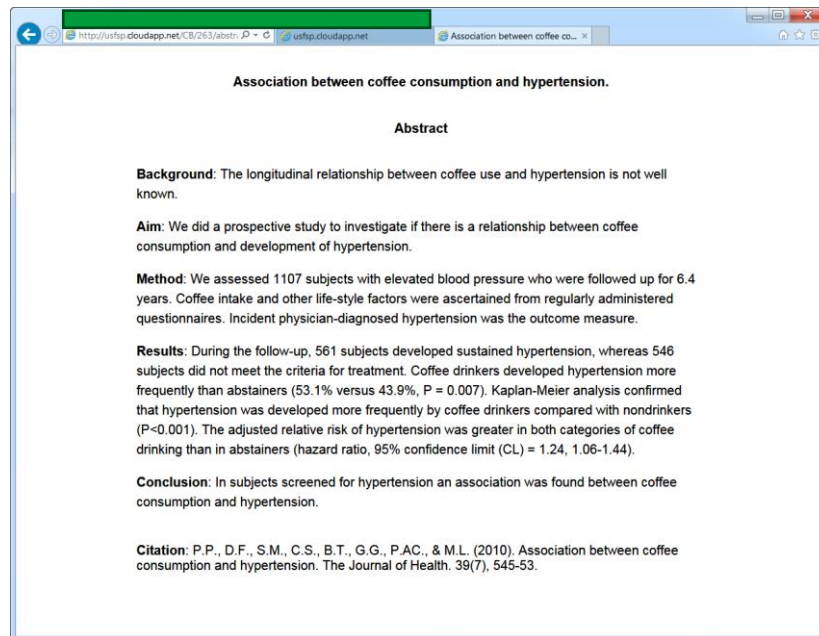 http://usfsp.cloudapp.net/CB/263/abstr
usfsp.cloudapp.net
Association between coffee co...
Association between coffee consumption and hypertension.
Abstract
Background: The longitudinal relationship between coffee use and hypertension is not well
known.
Aim: We did a prospective study to investigate if there is a relationship between coffee
consumption and development of hypertension.
Method: We assessed 1107 subjects with elevated blood pressure who were followed up for 6.4
years. Coffee intake and other life-style factors were ascertained from regularly administered
questionnaires. Incident physician-diagnosed hypertension was the outcome measure.
Results: During the follow-up, 561 subjects developed sustained hypertension, whereas 546
subjects did not meet the criteria for treatment. Coffee drinkers developed hypertension more
frequently than abstainers (53.1% versus 43.9%, P = 0.007). Kaplan-Meier analysis confirmed
that hypertension was developed more frequently by coffee drinkers compared with nondrinkers
(P<0.001). The adjusted relative risk of hypertension was greater in both categories of coffee
drinking than in abstainers (hazard ratio, 95% confidence limit (CL) = 1.24, 1.06-1.44).
Conclusion: In subjects screened for hypertension an association was found between coffee
consumption and hypertension.
Citation: P.P., D.F., S.M., C.S., B.T., G.G., P.AC., & M.L. (2010). Association between coffee
consumption and hypertension. The Journal of Health. 39(7), 545-53.